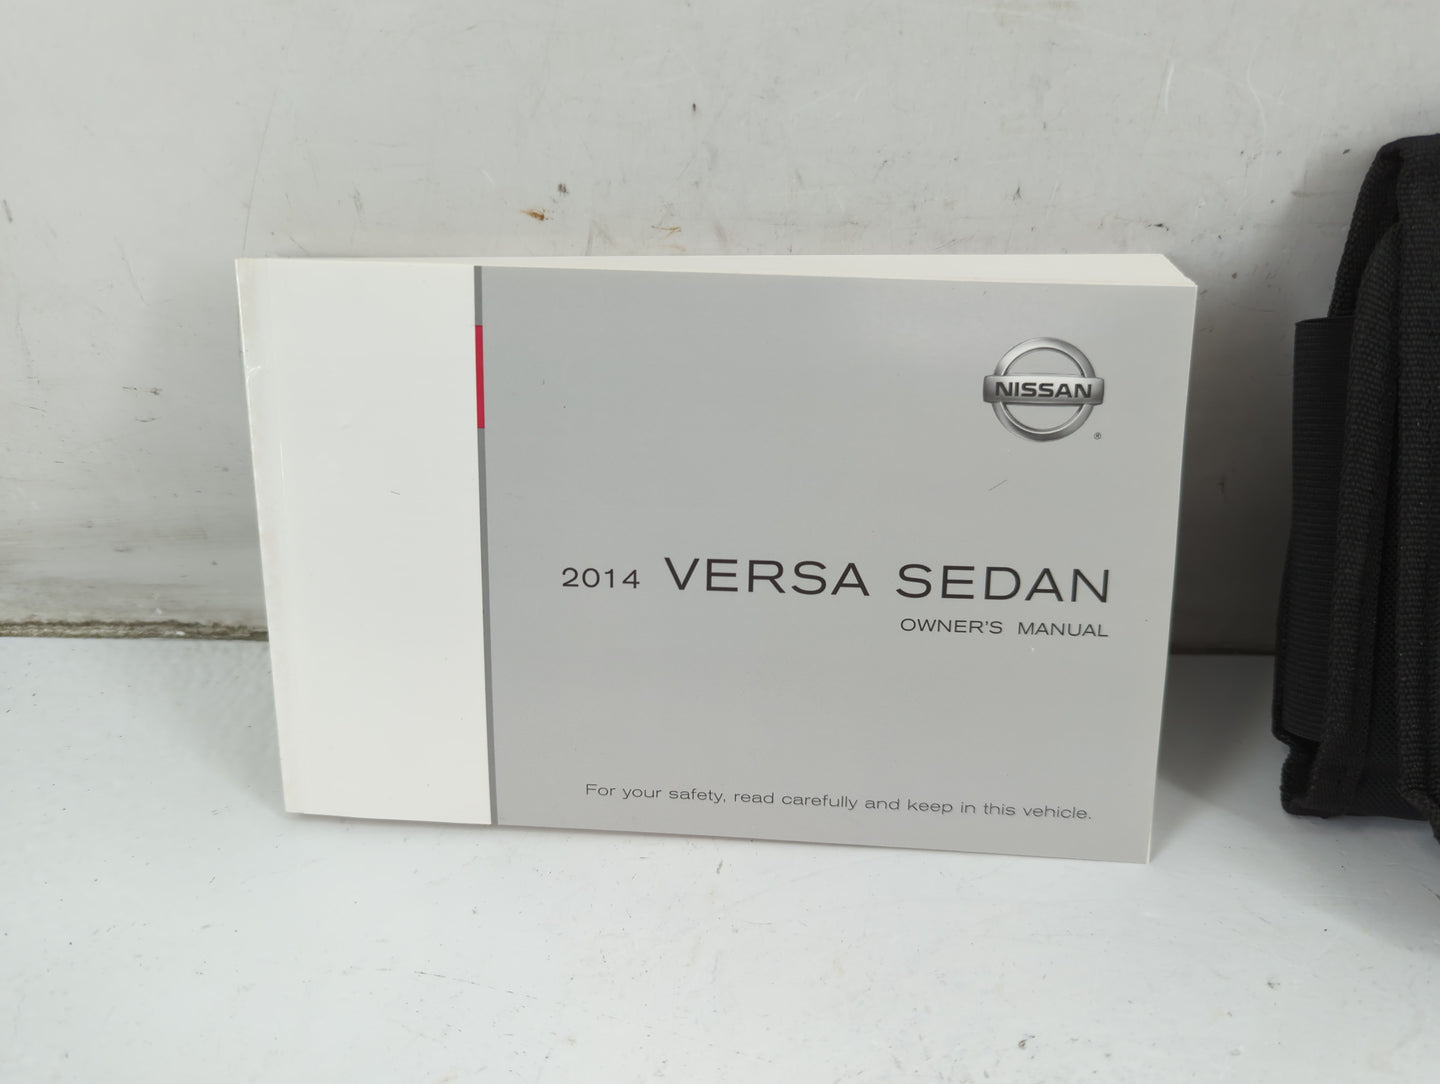 NISSAN
®
2014 VERSA SEDAN
OWNER'S MANUAL
For your safety, read carefully and keep in this vehicle.